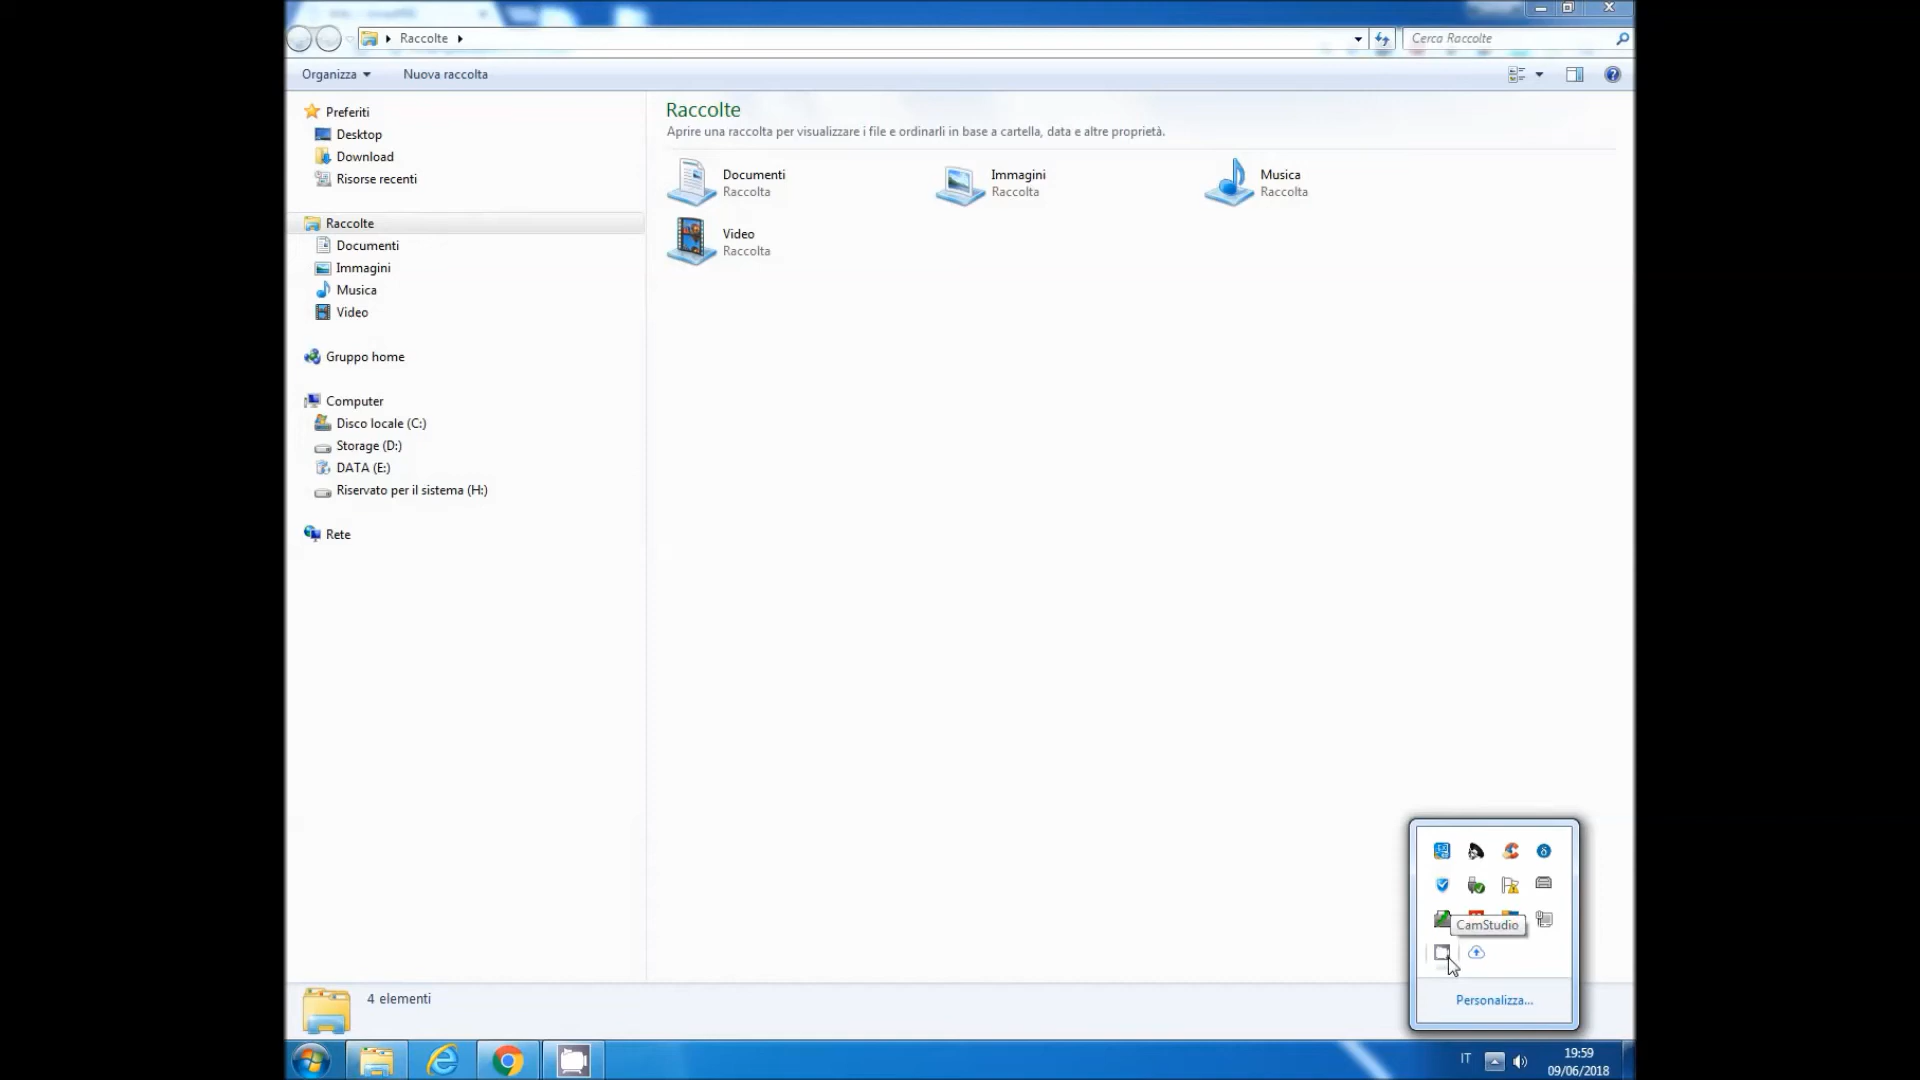 Raccolte
Cerca Raccolte
Organizza
Nuova raccolta
Preferiti
Desktop
Download
Risorse recenti
Raccolte
Documenti
Immagini
Musica
Video
Gruppo home
Computer
Disco locale (C:)
Storage (D:)
DATA (E:)
Riservato per il sistema (H:)
Rete
Raccolte
Aprire una raccolta per visualizzare i file e ordinarli in base a cartella, data e altre proprietà.
Documenti
Raccolta
Immagini
Raccolta
Musica
Raccolta
Video
Raccolta
CamStudio
Personalizza...
4 elementi
IT
19:59
09/06/2018